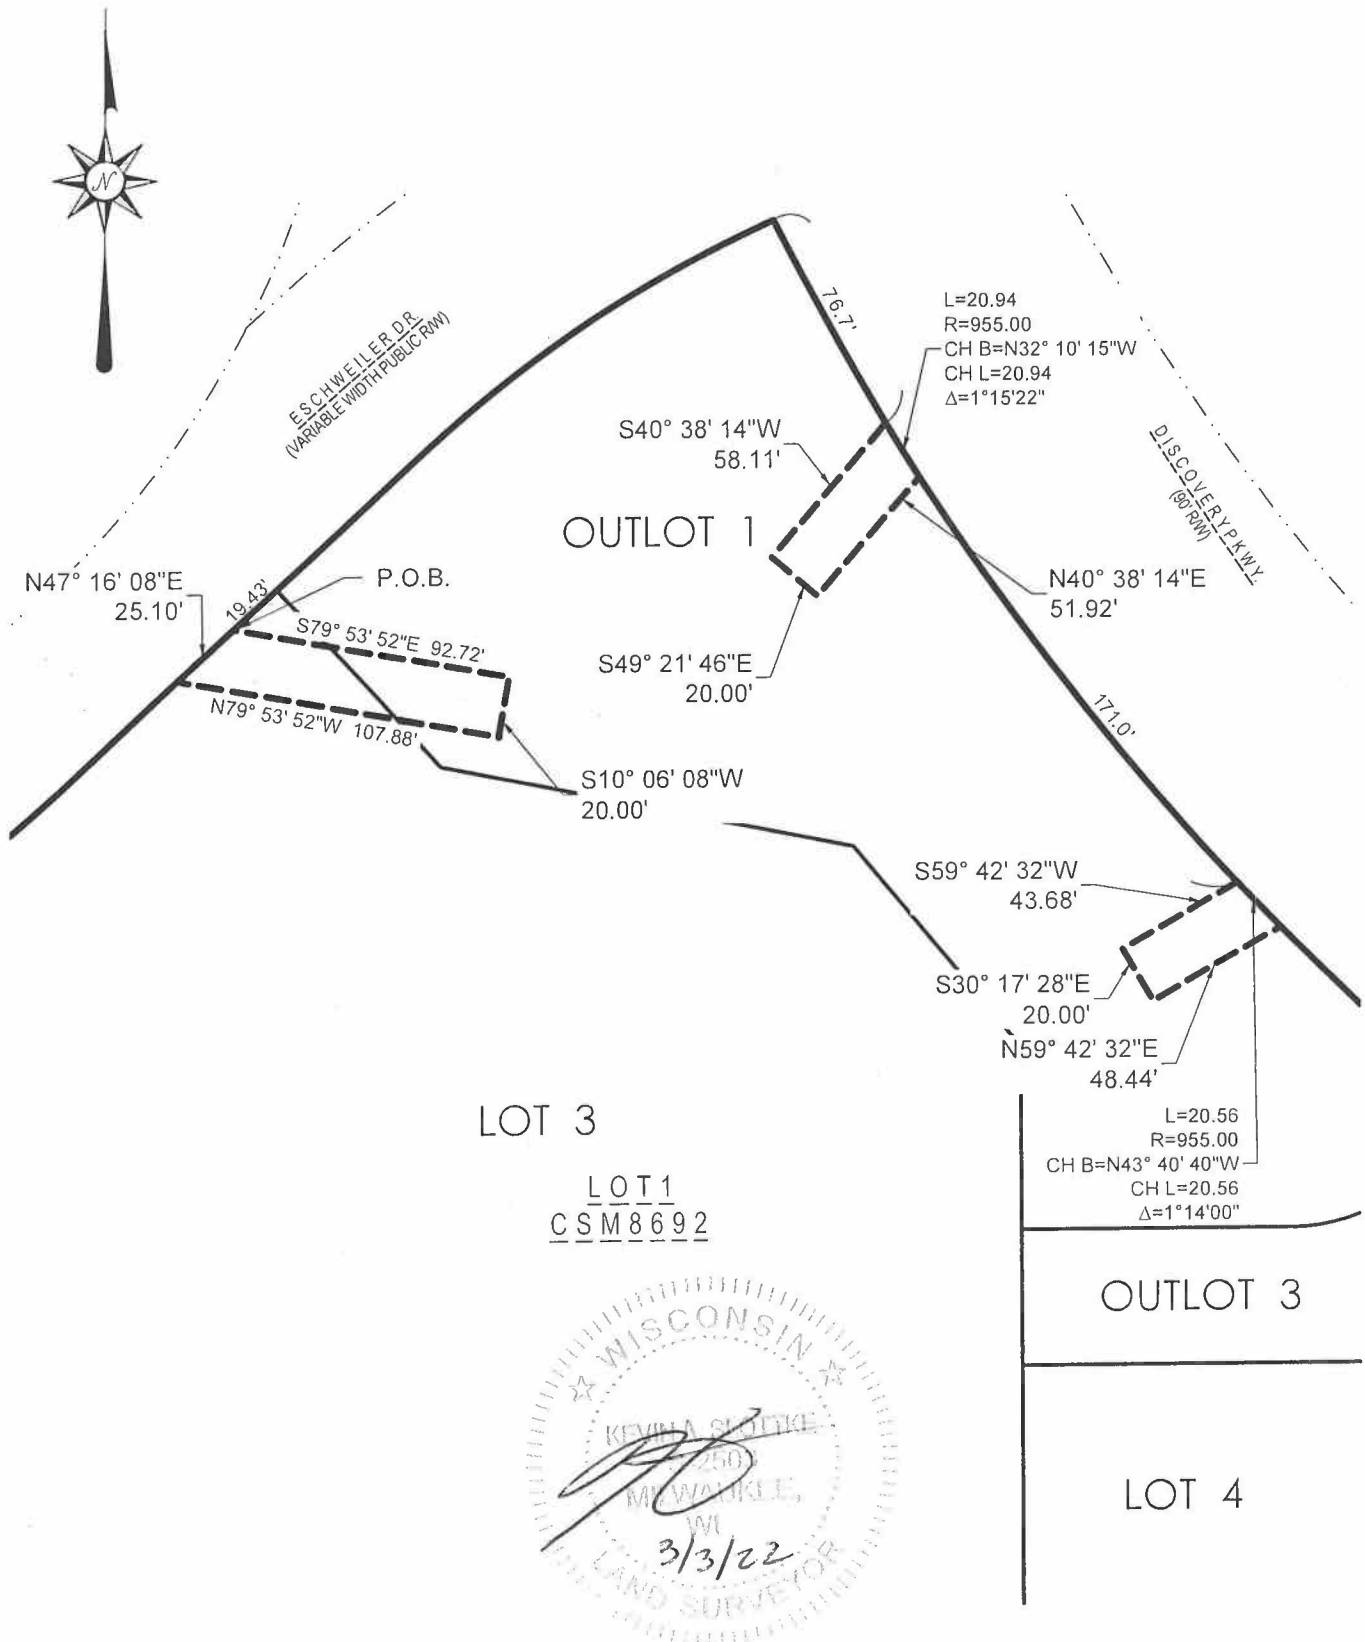 N
ESCHWEILER DR.
(VARIABLE WIDTH PUBLIC R/W)
76.7'
L=20.94
R=955.00
CH B=N32° 10' 15"W
CH L=20.94
Δ=1°15'22"
S40° 38' 14"W
58.11'
DISCOVERY PKWY.
(90' R/W)
OUTLOT 1
N47° 16' 08"E
25.10'
19.43'
P.O.B.
N40° 38' 14"E
51.92'
S79° 53' 52"E 92.72'
S49° 21' 46"E
20.00'
N79° 53' 52"W 107.88'
171.0'
S10° 06' 08"W
20.00'
S59° 42' 32"W
43.68'
S30° 17' 28"E
20.00'
N59° 42' 32"E
48.44'
LOT 3
L=20.56
R=955.00
CH B=N43° 40' 40"W
CH L=20.56
Δ=1°14'00"
LOT 1
CSM 8692
OUTLOT 3
WISCONSIN
KEVIN A. SLOTTKE
2503
MILWAUKEE,
WI
3/3/22
LAND SURVEYOR
LOT 4